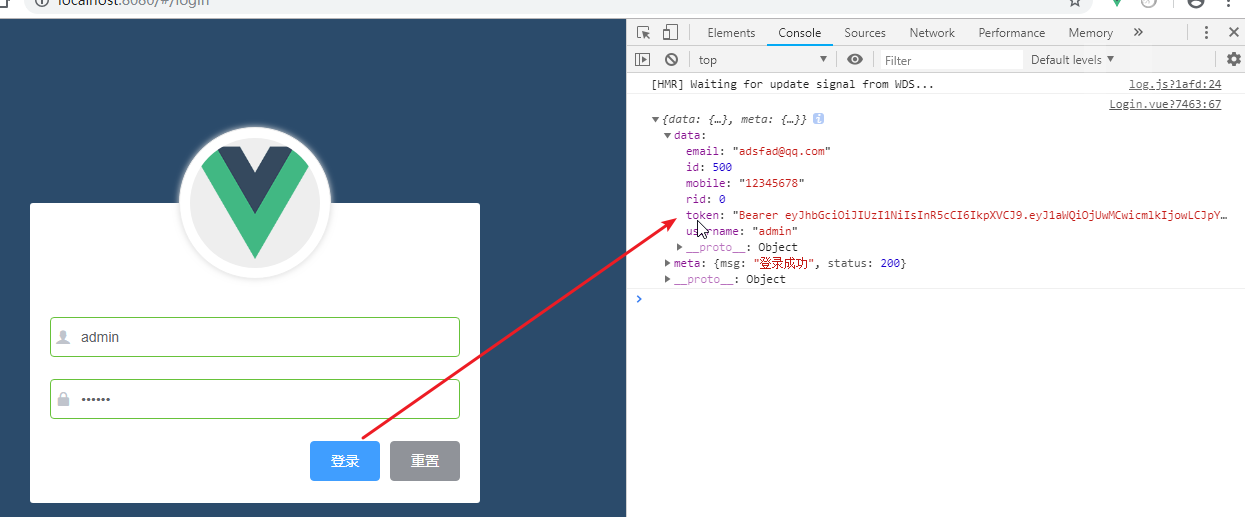 localhost:8080/#/login
Elements Console Sources Network Performance Memory »
top Filter Default levels
[HMR] Waiting for update signal from WDS... log.js?1afd:24
Login.vue?7463:67
{data: {…}, meta: {…}}
data:
email: "adsfad@qq.com"
id: 500
mobile: "12345678"
rid: 0
token: "Bearer eyJhbGciOiJIUzI1NiIsInR5cCI6IkpXVCJ9.eyJ1aWQiOjUwMCwicmlkIjowLCJpY…
username: "admin"
__proto__: Object
meta: {msg: "登录成功", status: 200}
__proto__: Object
admin
••••••
登录 重置